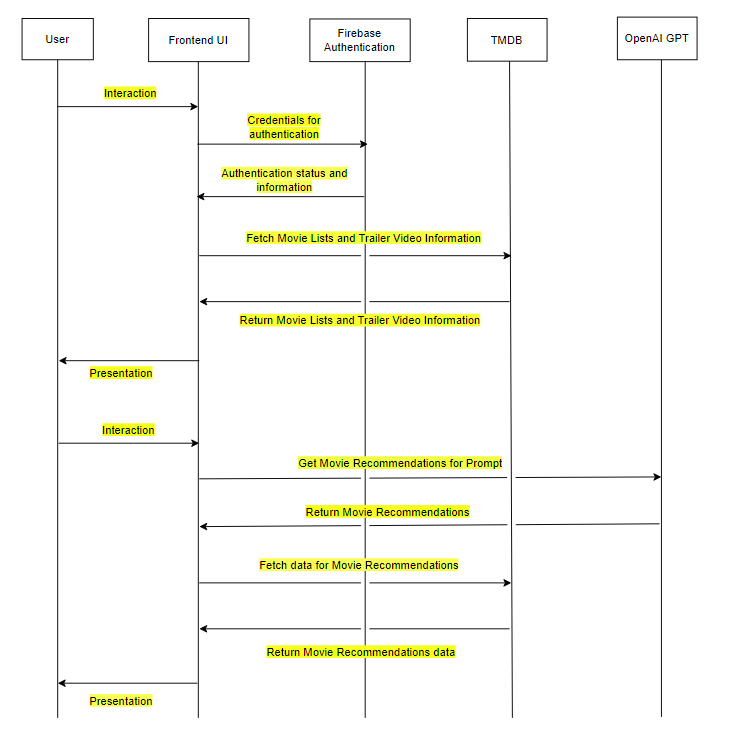 User
Frontend UI
Firebase
Authentication
TMDB
OpenAI GPT
Interaction
Credentials for
authentication
Authentication status and
information
Fetch Movie Lists and Trailer Video Information
Return Movie Lists and Trailer Video Information
Presentation
Interaction
Get Movie Recommendations for Prompt
Return Movie Recommendations
Fetch data for Movie Recommendations
Return Movie Recommendations data
Presentation